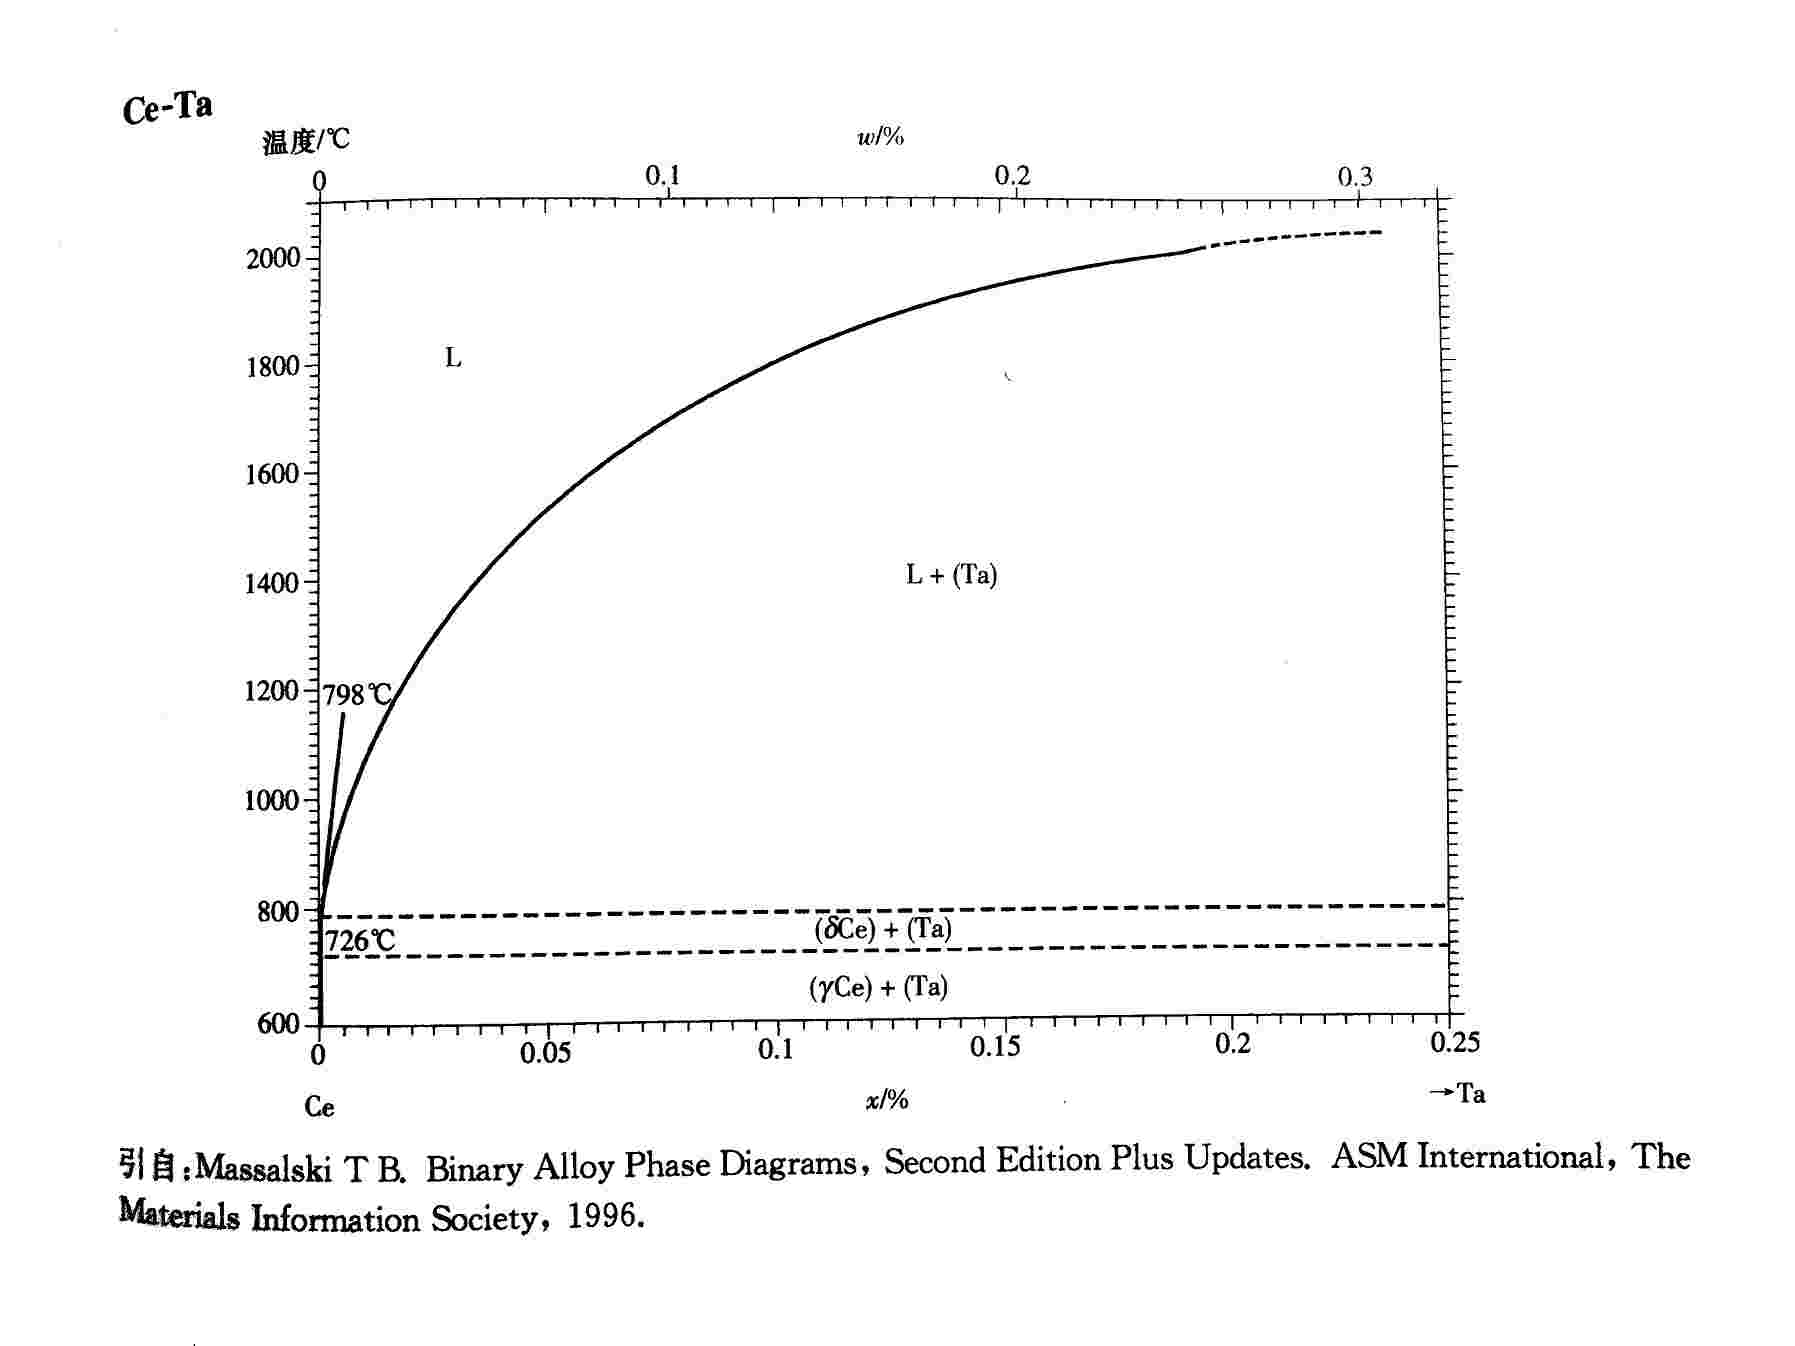 Ce-Ta
温度/℃
w/%
0 0.1 0.2 0.3
2000
1800
L
1600
1400
L + (Ta)
1200
798℃
1000
800
(δCe) + (Ta)
726℃
(γCe) + (Ta)
600
0 0.05 0.1 0.15 0.2 0.25
Ce x/% →Ta
引自:Massalski T B. Binary Alloy Phase Diagrams, Second Edition Plus Updates. ASM International, The
Materials Information Society, 1996.